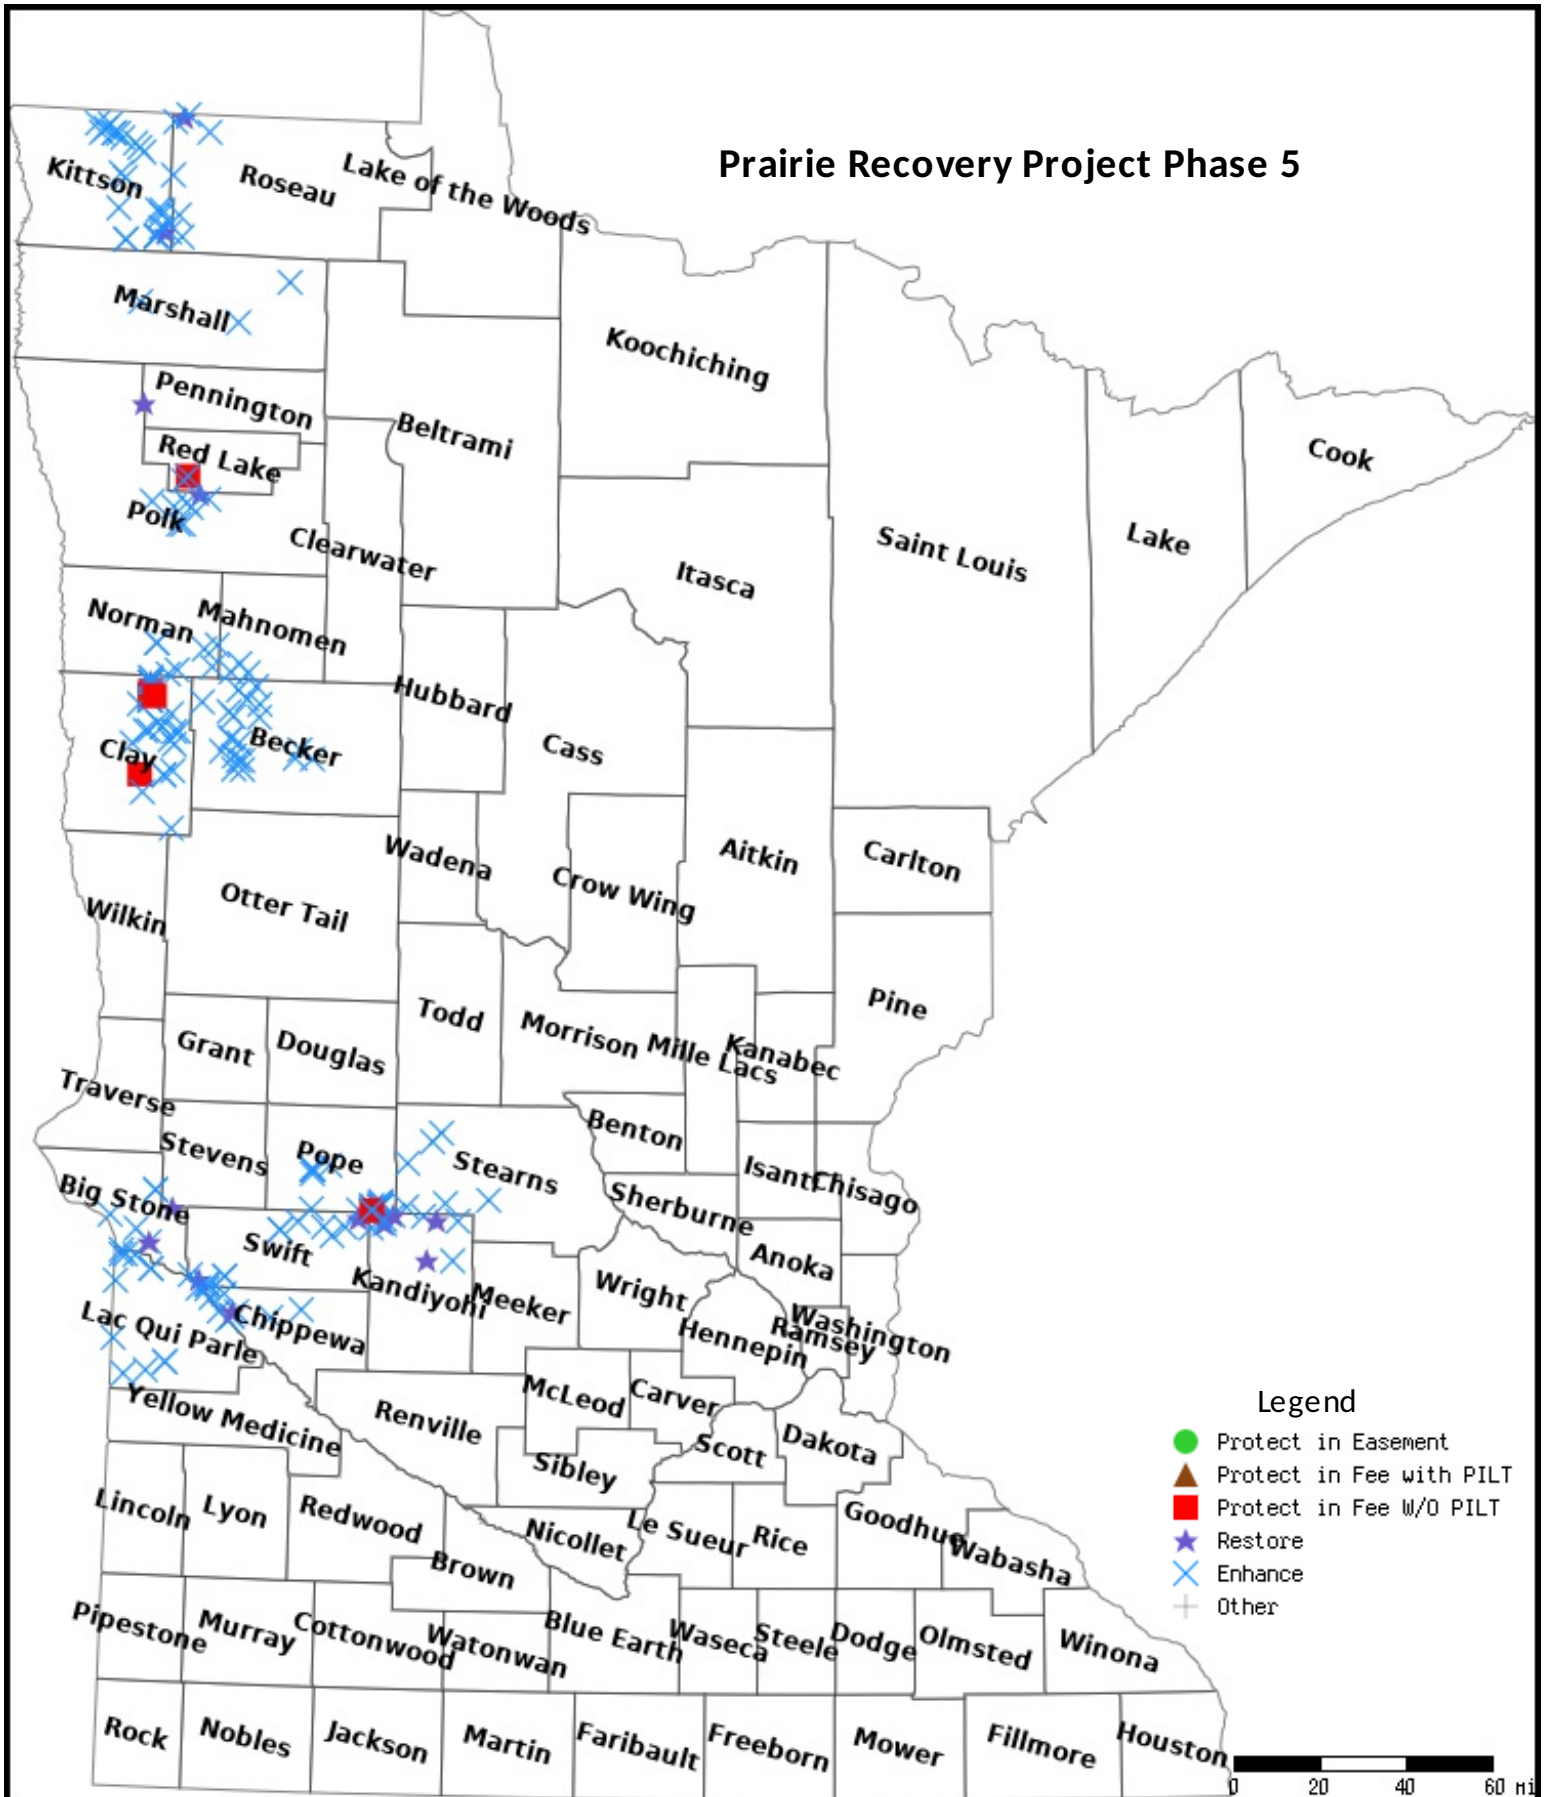 Prairie Recovery Project Phase 5
Kittson
Roseau
Lake of the Woods
Marshall
Koochiching
Pennington
Beltrami
Red Lake
Cook
Polk
Clearwater
Saint Louis
Lake
Itasca
Norman
Mahnomen
Hubbard
Clay
Becker
Cass
Wadena
Aitkin
Carlton
Crow Wing
Otter Tail
Wilkin
Pine
Todd
Morrison
Mille Lacs
Kanabec
Grant
Douglas
Traverse
Stevens
Pope
Stearns
Benton
Isanti
Chisago
Big Stone
Sherburne
Swift
Anoka
Kandiyohi
Meeker
Wright
Lac Qui Parle
Chippewa
Hennepin
Ramsey
Washington
McLeod
Carver
Yellow Medicine
Renville
Scott
Dakota
Sibley
Legend
Protect in Easement
Protect in Fee with PILT
Protect in Fee W/O PILT
Restore
Enhance
Other
Lincoln
Lyon
Redwood
Nicollet
Le Sueur
Rice
Goodhue
Wabasha
Brown
Pipestone
Murray
Cottonwood
Watonwan
Blue Earth
Waseca
Steele
Dodge
Olmsted
Winona
Rock
Nobles
Jackson
Martin
Faribault
Freeborn
Mower
Fillmore
Houston
0 20 40 60 mi